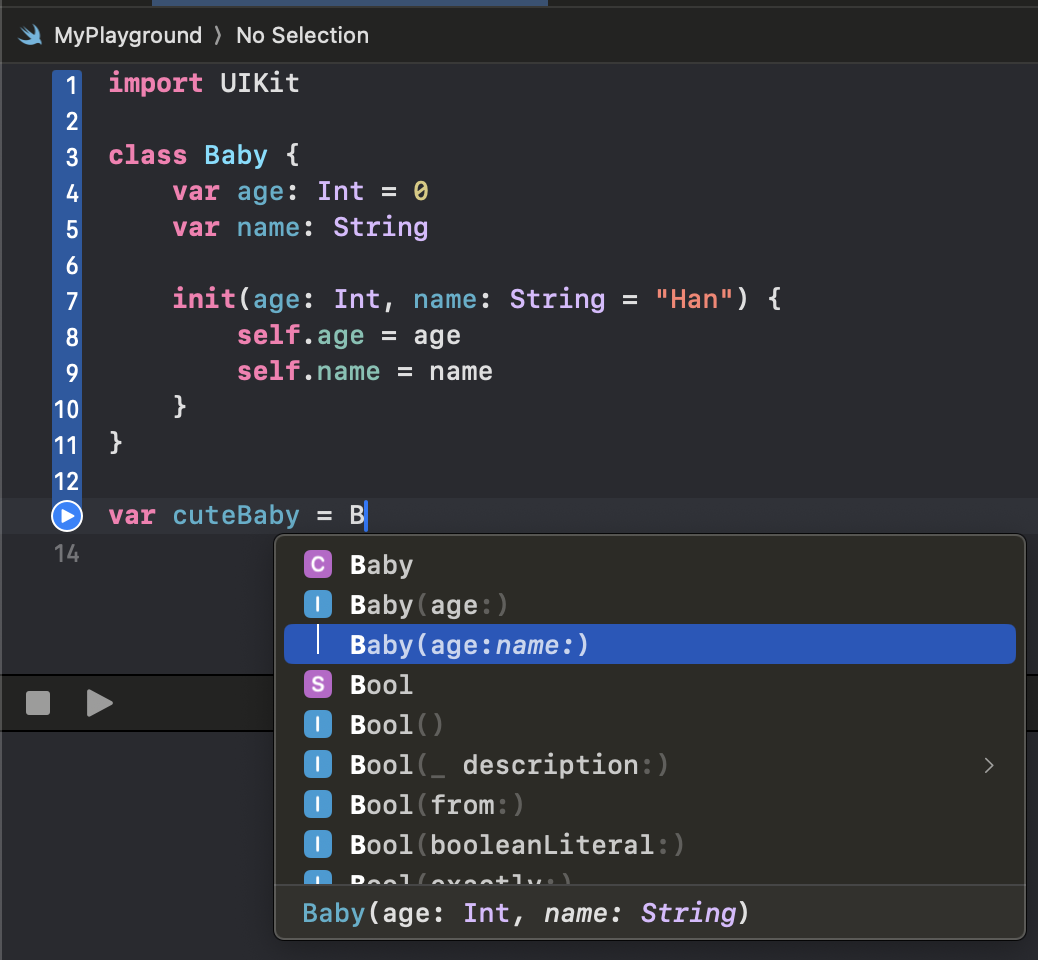 MyPlayground 〉 No Selection
1 import UIKit
2
3 class Baby {
4 var age: Int = 0
5 var name: String
6
7 init(age: Int, name: String = "Han") {
8 self.age = age
9 self.name = name
10 }
11 }
12
var cuteBaby = B
14
C Baby
I Baby(age:)
Baby(age:name:)
S Bool
I Bool()
I Bool(_ description:)
I Bool(from:)
I Bool(booleanLiteral:)
I Bool(exactly:)
Baby(age: Int, name: String)